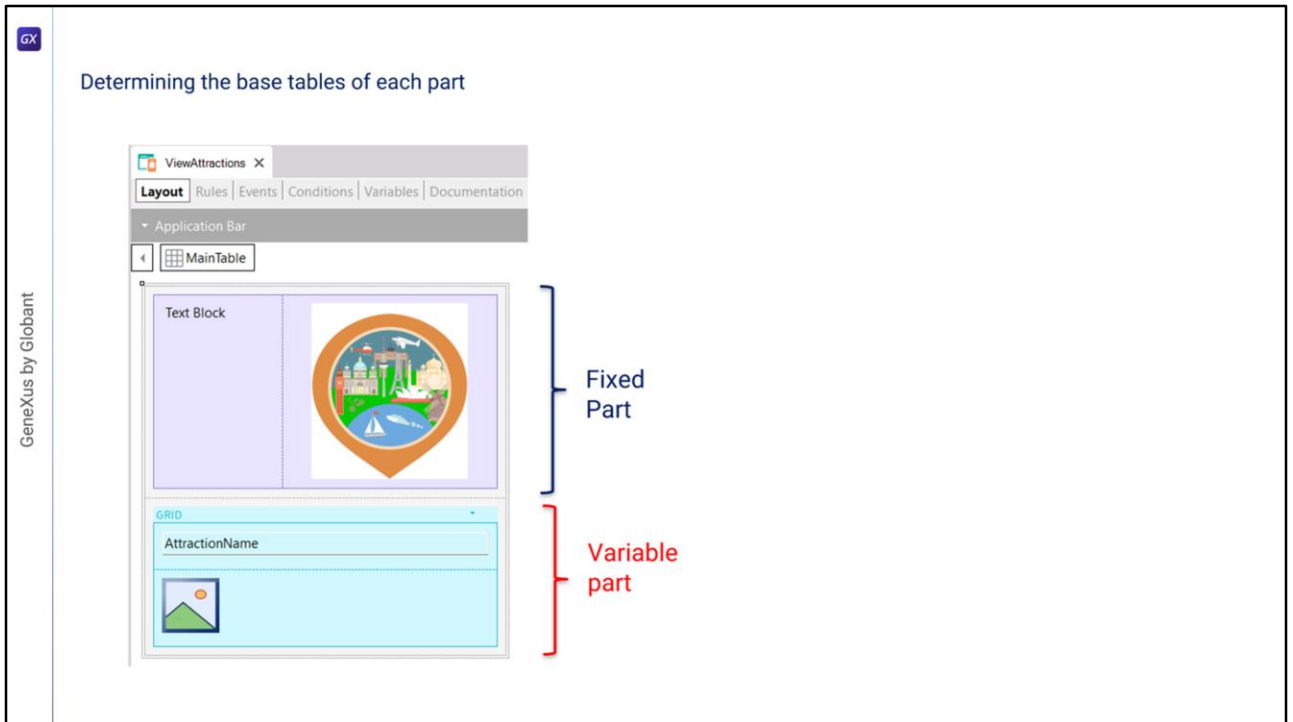 GX
Determining the base tables of each part
ViewAttractions
Layout Rules Events Conditions Variables Documentation
Application Bar
MainTable
Text Block
Fixed
Part
GRID
AttractionName
Variable
part
GeneXus by Globant